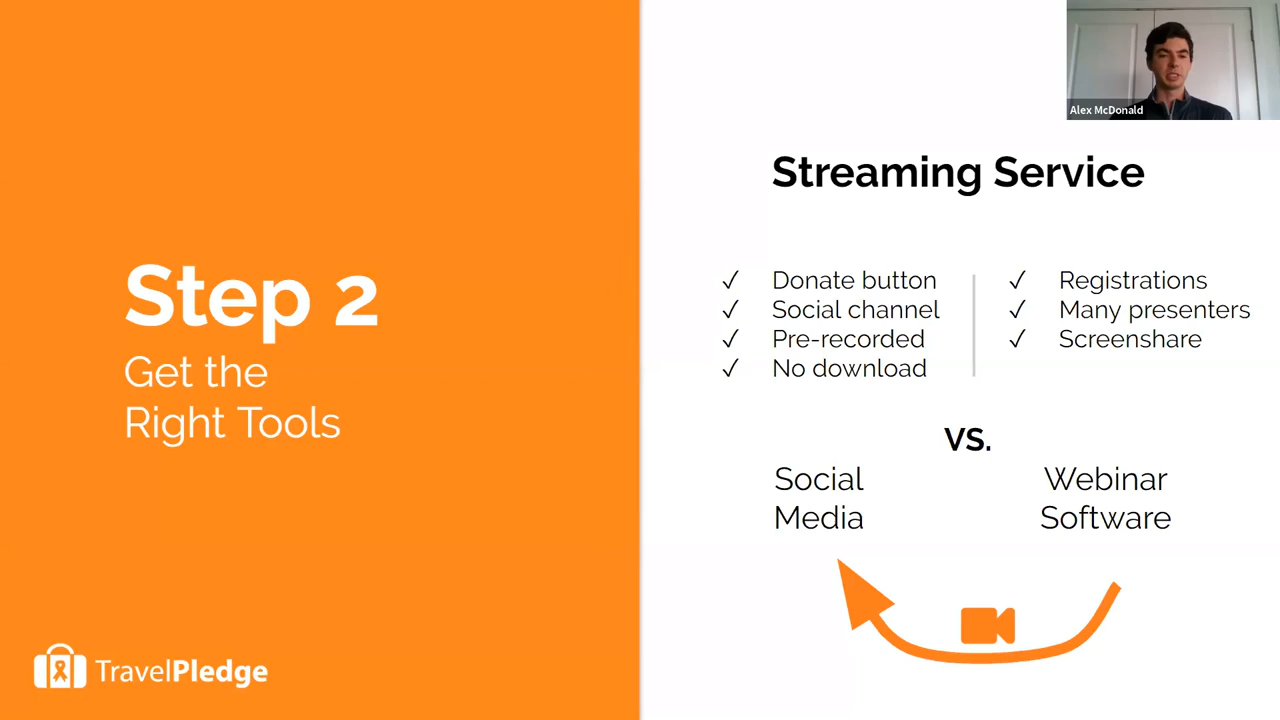 Step 2
Get the
Right Tools
TravelPledge
Alex McDonald
Streaming Service
✓ Donate button
✓ Social channel
✓ Pre-recorded
✓ No download
✓ Registrations
✓ Many presenters
✓ Screenshare
VS.
Social
Media
Webinar
Software